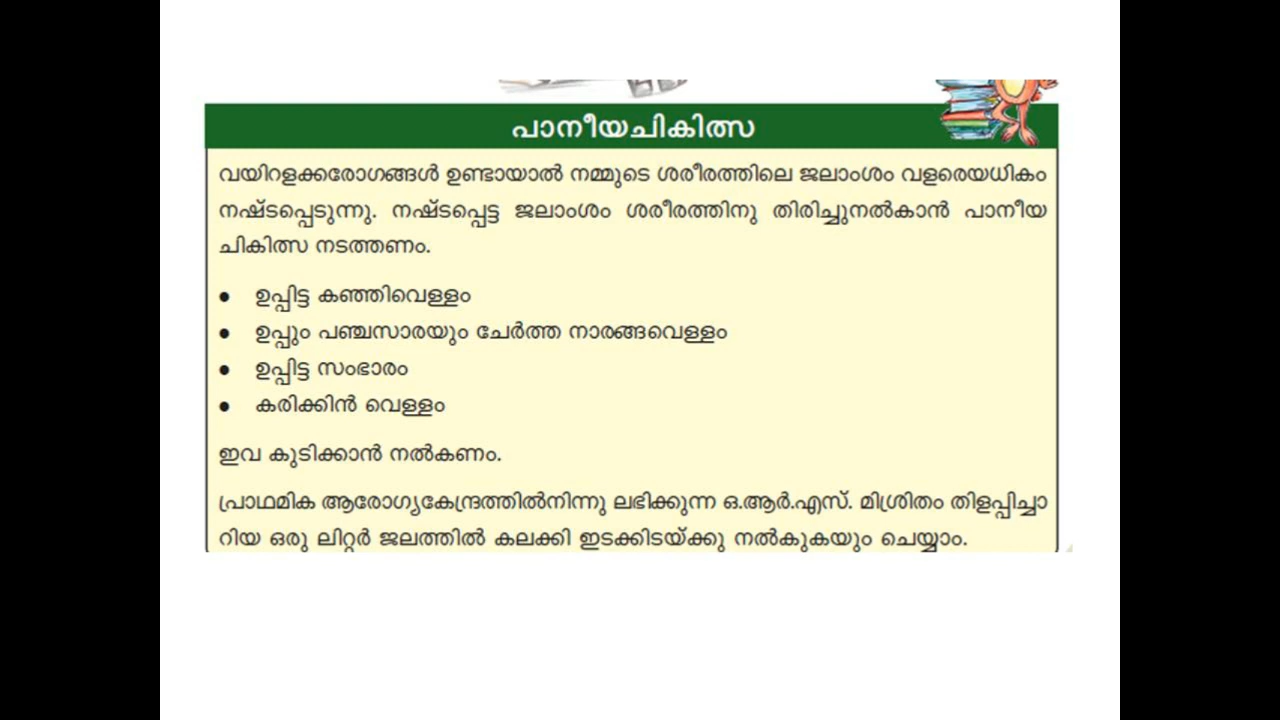 പാനീയചികിത്സ
വയിറളക്കരോഗങ്ങൾ ഉണ്ടായാൽ നമ്മുടെ ശരീരത്തിലെ ജലാംശം വളരെയധികം
നഷ്ടപ്പെടുന്നു. നഷ്ടപ്പെട്ട ജലാംശം ശരീരത്തിനു തിരിച്ചുനൽകാൻ പാനീയ
ചികിത്സ നടത്തണം.
● ഉപ്പിട്ട കഞ്ഞിവെള്ളം
● ഉപ്പും പഞ്ചസാരയും ചേർത്ത നാരങ്ങവെള്ളം
● ഉപ്പിട്ട സംഭാരം
● കരിക്കിൻ വെള്ളം
ഇവ കുടിക്കാൻ നൽകണം.
പ്രാഥമിക ആരോഗ്യകേന്ദ്രത്തിൽനിന്നു ലഭിക്കുന്ന ഒ.ആർ.എസ്. മിശ്രിതം തിളപ്പിച്ചാ
റിയ ഒരു ലിറ്റർ ജലത്തിൽ കലക്കി ഇടക്കിടയ്ക്കു നൽകുകയും ചെയ്യാം.